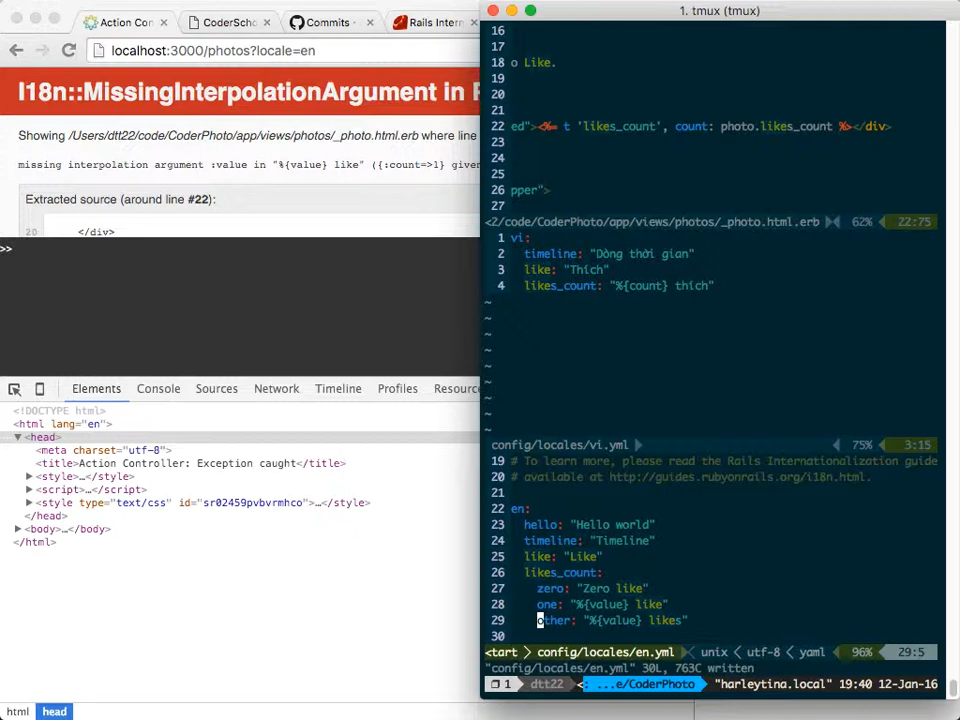 Action Con
CoderScho
Commits ·
Rails Intern
localhost:3000/photos?locale=en
I18n::MissingInterpolationArgument in
Showing /Users/dtt22/code/CoderPhoto/app/views/photos/_photo.html.erb where line
missing interpolation argument :value in "%{value} like" ({:count=>1} given
Extracted source (around line #22):
20 </div>
>>
Elements Console Sources Network Timeline Profiles Resource
<!DOCTYPE html>
<html lang="en">
▼<head>
<meta charset="utf-8">
<title>Action Controller: Exception caught</title>
▶<style>…</style>
▶<script>…</script>
▶<style type="text/css" id="sr02459pvbvrmhco">…</style>
</head>
▶<body>…</body>
</html>
html head
1. tmux (tmux)
16
17
18 o Like.
19
20
21
22 ed"><%= t 'likes_count', count: photo.likes_count %></div>
23
24
25
26 pper">
27
<2/code/CoderPhoto/app/views/photos/_photo.html.erb 62% 22:75
1 vi:
2 timeline: "Dòng thời gian"
3 like: "Thích"
4 likes_count: "%{count} thích"
~
~
~
~
~
~
~
~
~
config/locales/vi.yml 75% 3:15
19 # To learn more, please read the Rails Internationalization guide
20 # available at http://guides.rubyonrails.org/i18n.html.
21
22 en:
23 hello: "Hello world"
24 timeline: "Timeline"
25 like: "Like"
26 likes_count:
27 zero: "Zero like"
28 one: "%{value} like"
29 other: "%{value} likes"
30
<tart > config/locales/en.yml < unix < utf-8 < yaml 96% 29:5
"config/locales/en.yml" 30L, 763C written
1 dtt22 <: ...e/CoderPhoto "harleytina.local" 19:40 12-Jan-16